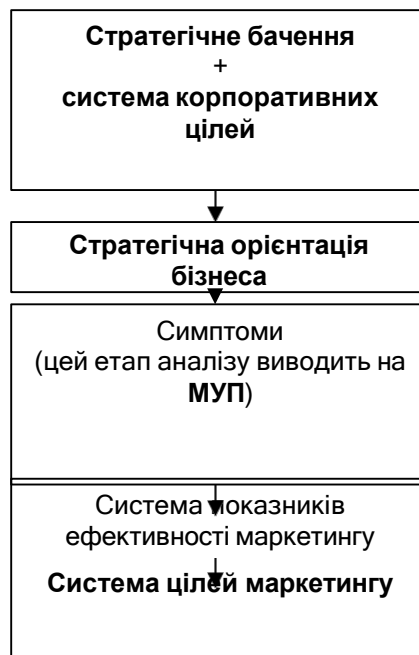 Стратегічне бачення
+
система корпоративних
цілей
Стратегічна орієнтація
бізнеса
Симптоми
(цей етап аналізу виводить на
МУП)
Система показників
ефективності маркетингу
Система цілей маркетингу